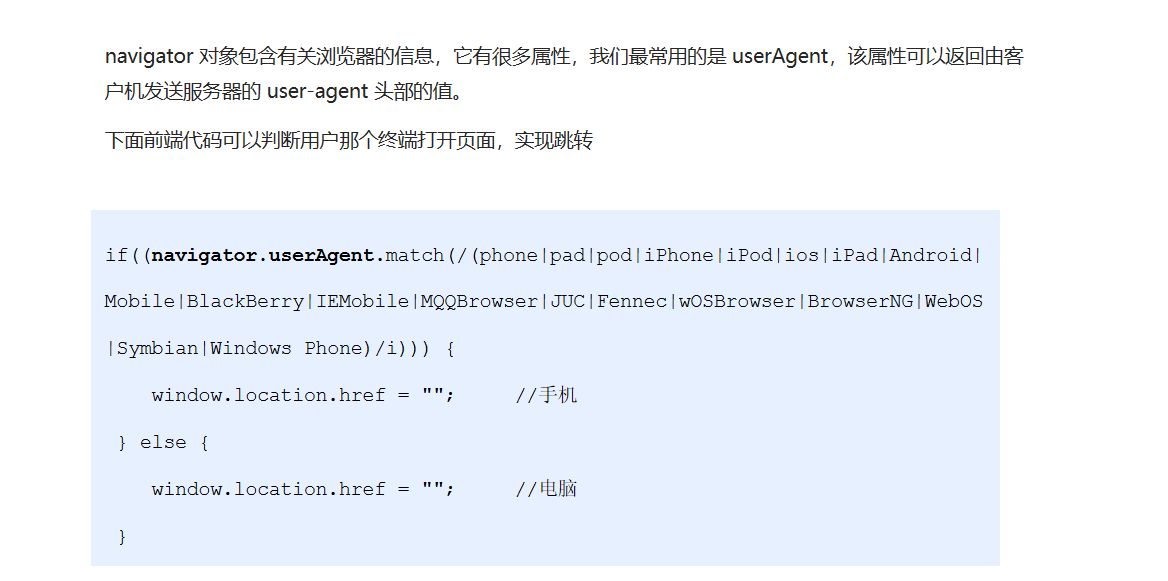 navigator 对象包含有关浏览器的信息，它有很多属性，我们最常用的是 userAgent，该属性可以返回由客
户机发送服务器的 user-agent 头部的值。
下面前端代码可以判断用户那个终端打开页面，实现跳转
if((navigator.userAgent.match(/(phone|pad|pod|iPhone|iPod|ios|iPad|Android|
Mobile|BlackBerry|IEMobile|MQQBrowser|JUC|Fennec|wOSBrowser|BrowserNG|WebOS
|Symbian|Windows Phone)/i))) {
window.location.href = "";     //手机
} else {
window.location.href = "";     //电脑
}